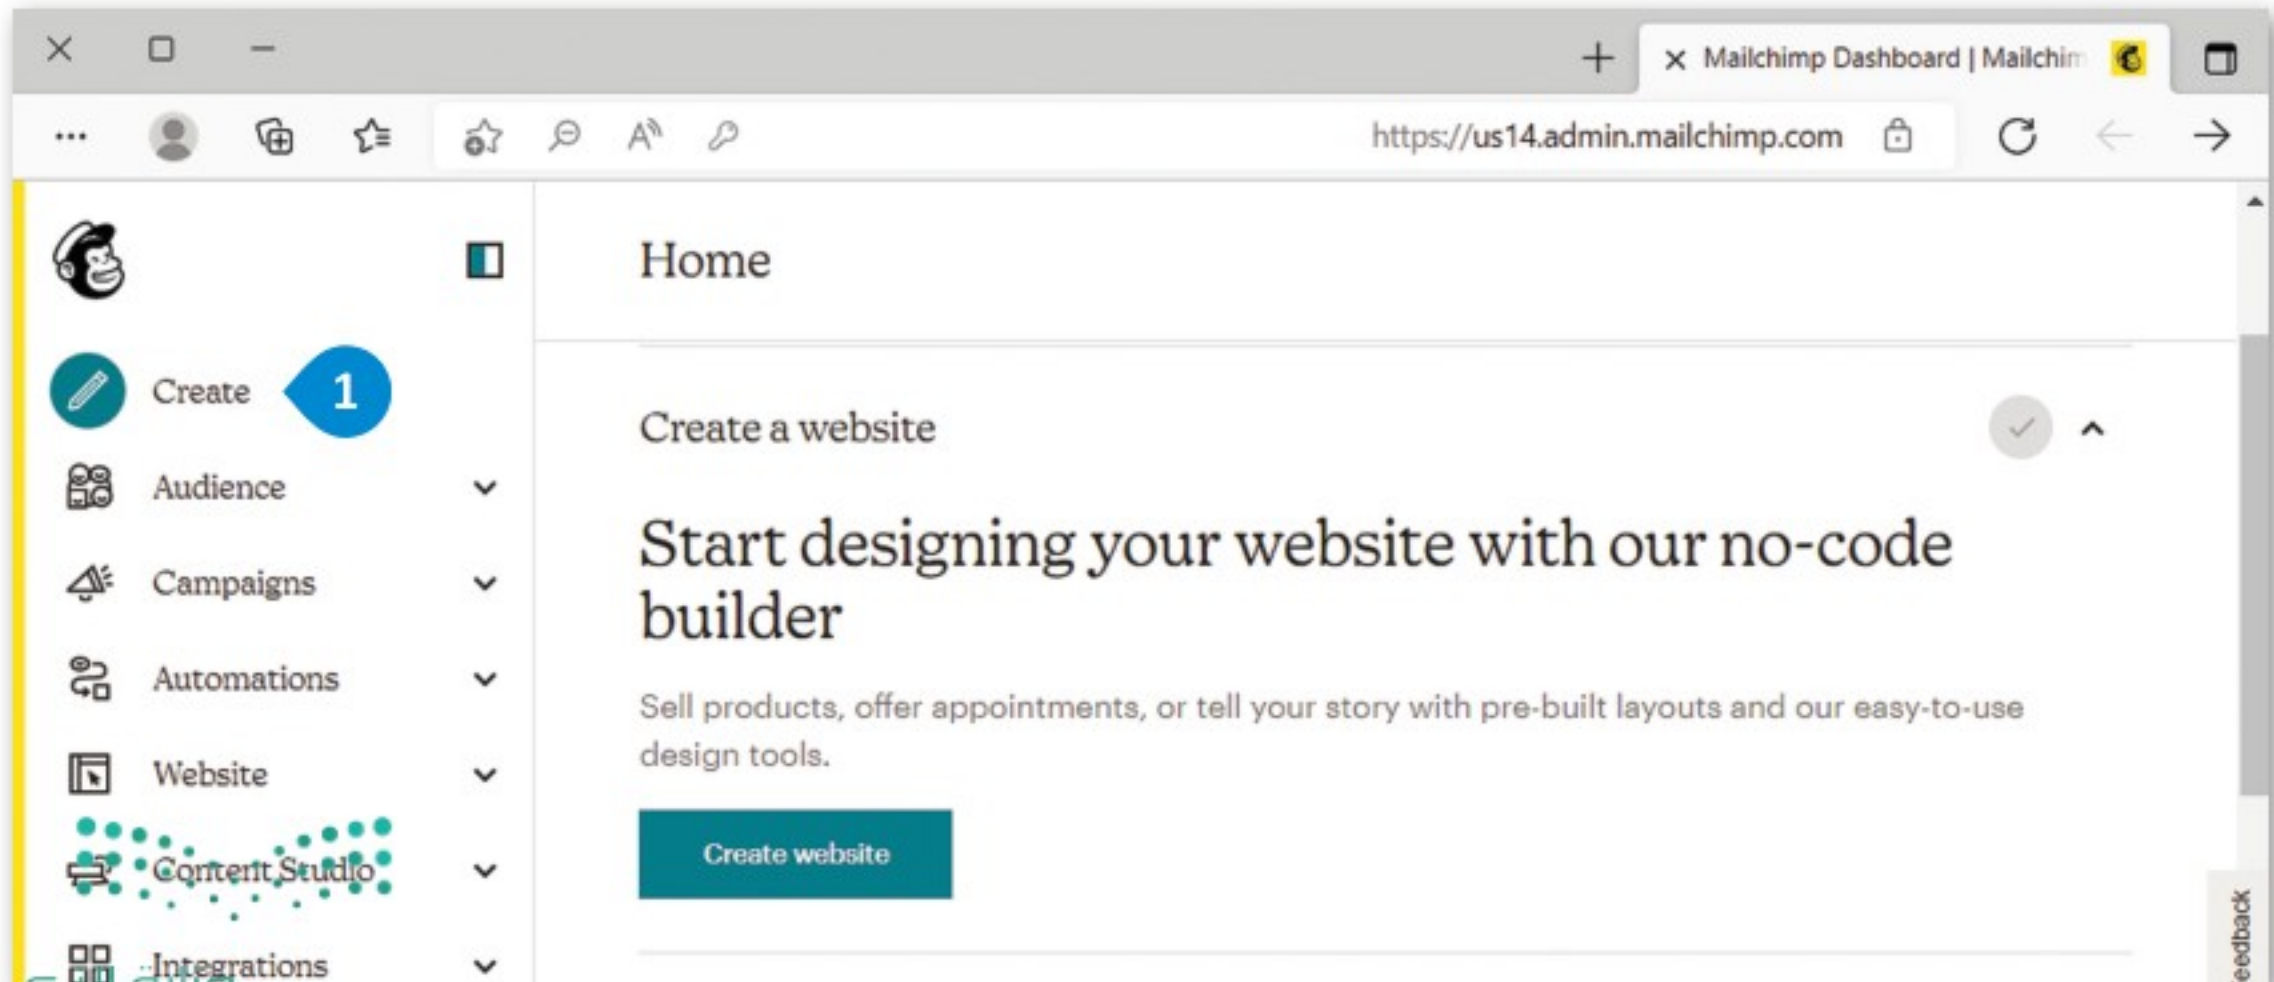 Mailchimp Dashboard | Mailchim
https://us14.admin.mailchimp.com
Home
Create
1
Audience
Campaigns
Automations
Website
Content Studio
Integrations
Create a website
Start designing your website with our no-code
builder
Sell products, offer appointments, or tell your story with pre-built layouts and our easy-to-use
design tools.
Create website
eedback